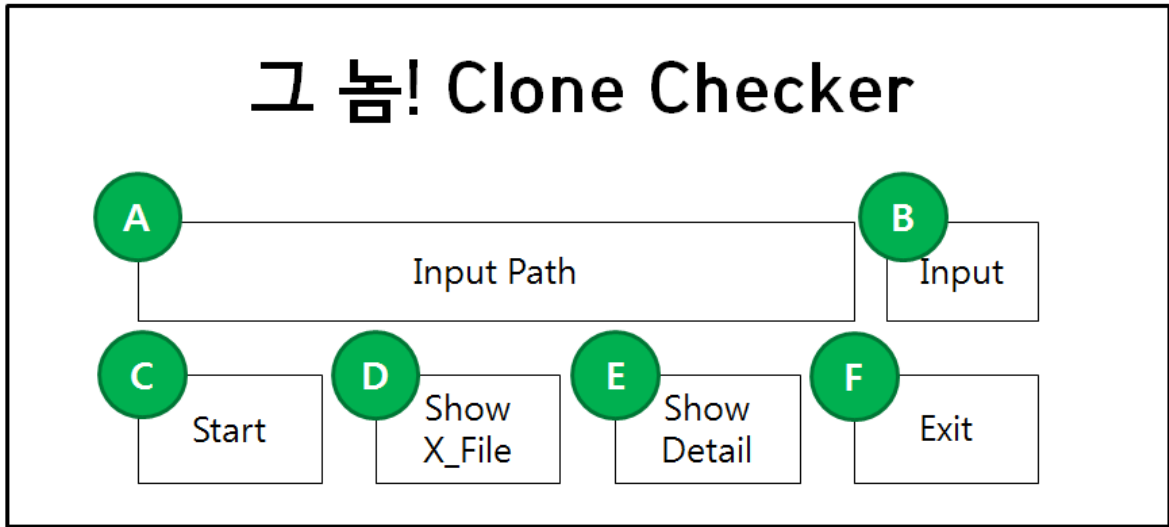 그 놈! Clone Checker
A
Input Path
B
Input
C
Start
D
Show
X_File
E
Show
Detail
F
Exit